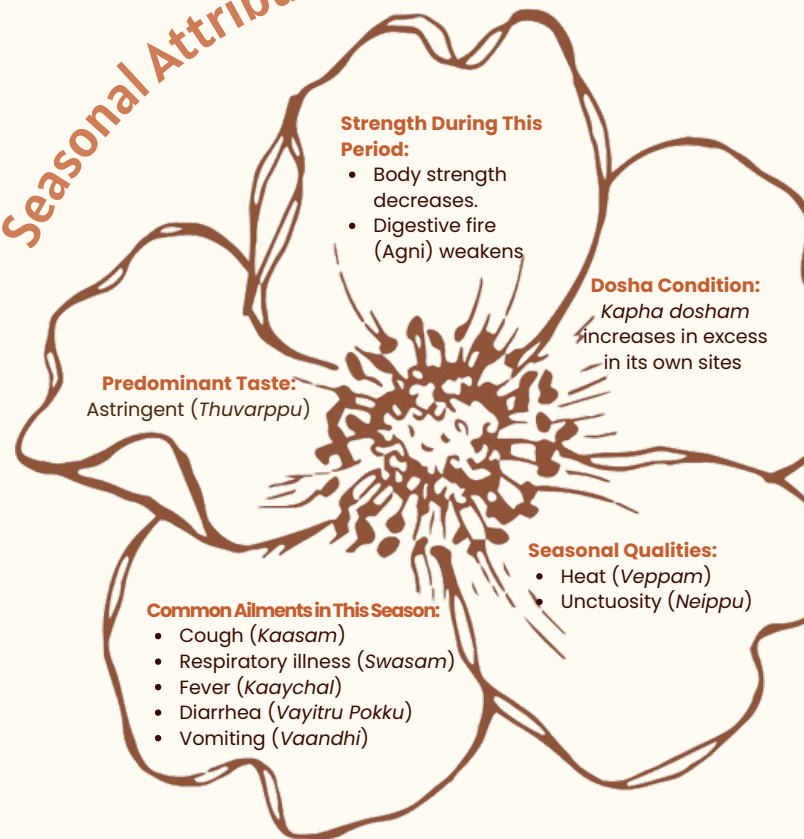 Seasonal
Strength During This
Period:
• Body strength
decreases.
• Digestive fire
(Agni) weakens
Dosha Condition:
Kapha dosham
increases in excess
in its own sites
Predominant Taste:
Astringent (Thuvarppu)
Seasonal Qualities:
• Heat (Veppam)
• Unctuosity (Neippu)
Common Ailments in This Season:
• Cough (Kaasam)
• Respiratory illness (Swasam)
• Fever (Kaaychal)
• Diarrhea (Vayitru Pokku)
• Vomiting (Vaandhi)